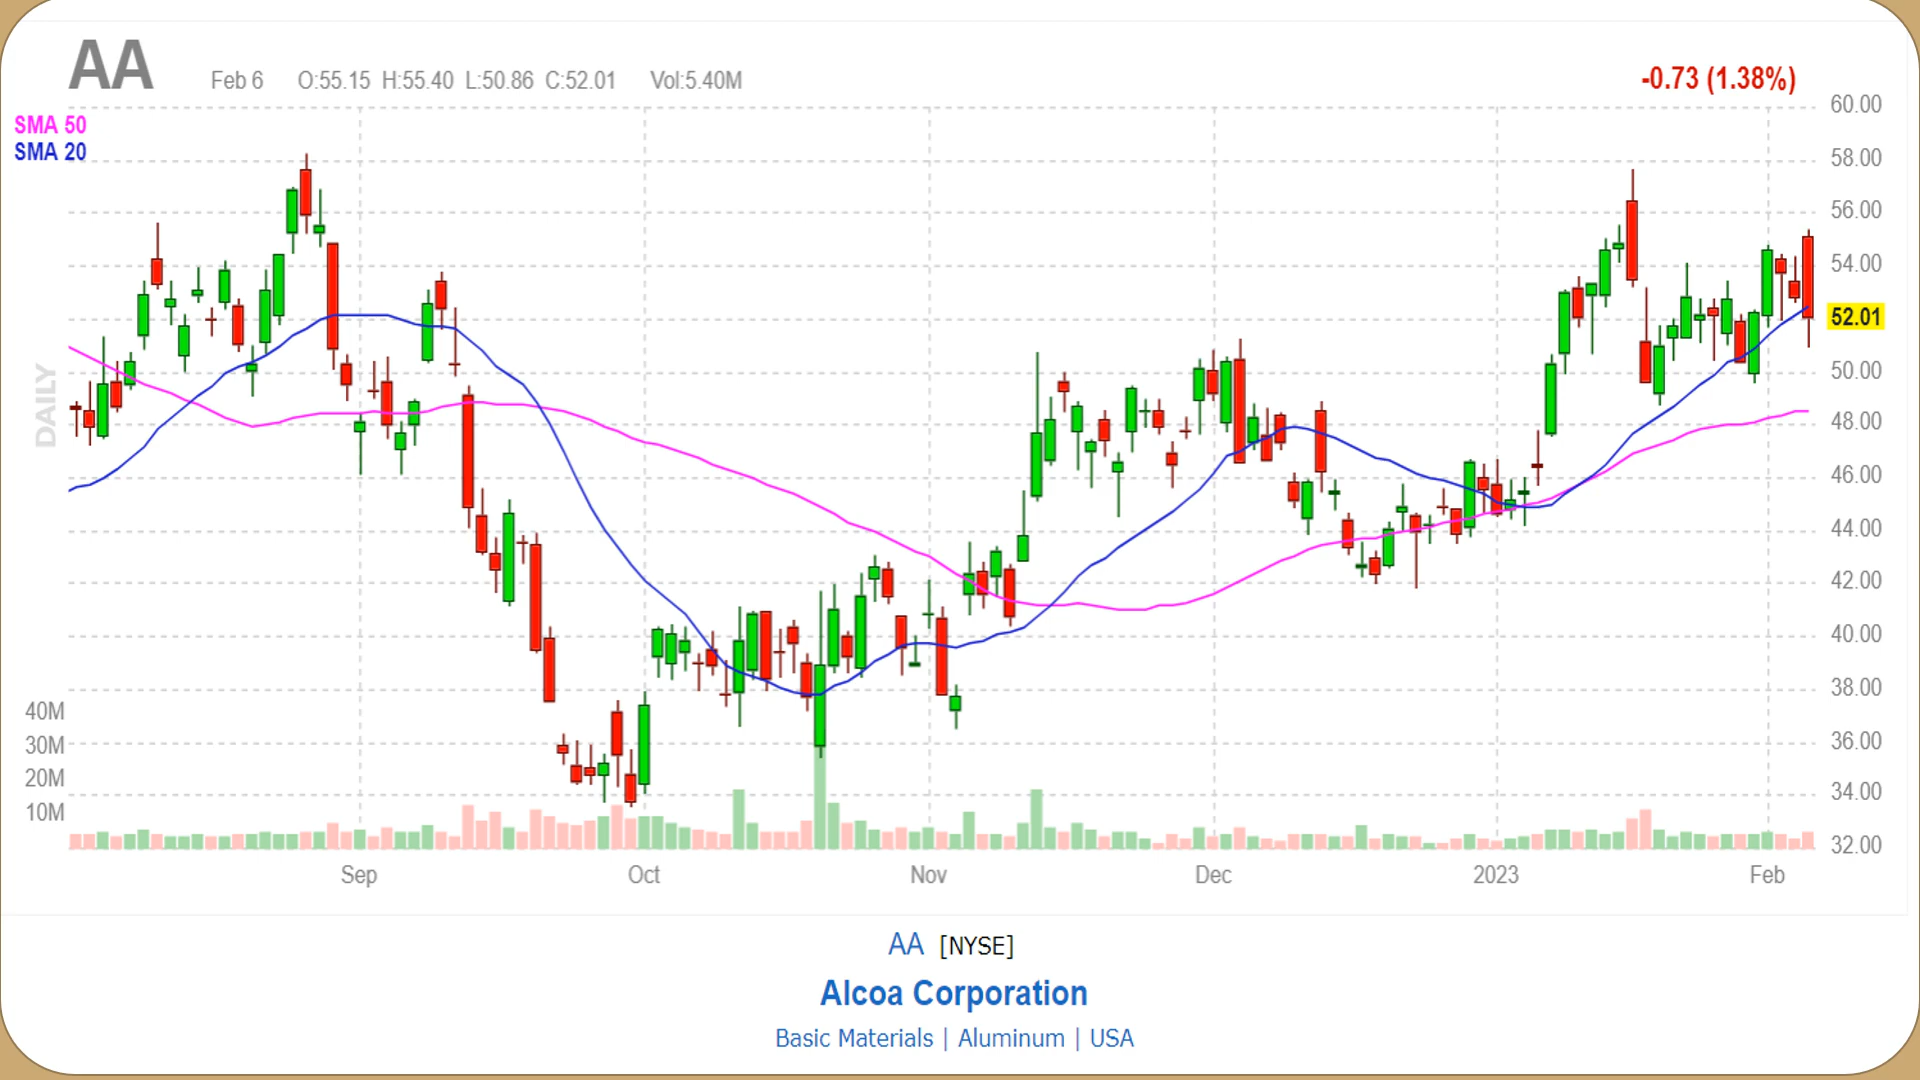 AA
Feb 6 O:55.15 H:55.40 L:50.86 C:52.01 Vol:5.40M
-0.73 (1.38%)
SMA 50
SMA 20
DAILY
60.00
58.00
56.00
54.00
52.01
50.00
48.00
46.00
44.00
42.00
40.00
38.00
36.00
34.00
32.00
40M
30M
20M
10M
Sep Oct Nov Dec 2023 Feb
AA [NYSE]
Alcoa Corporation
Basic Materials | Aluminum | USA